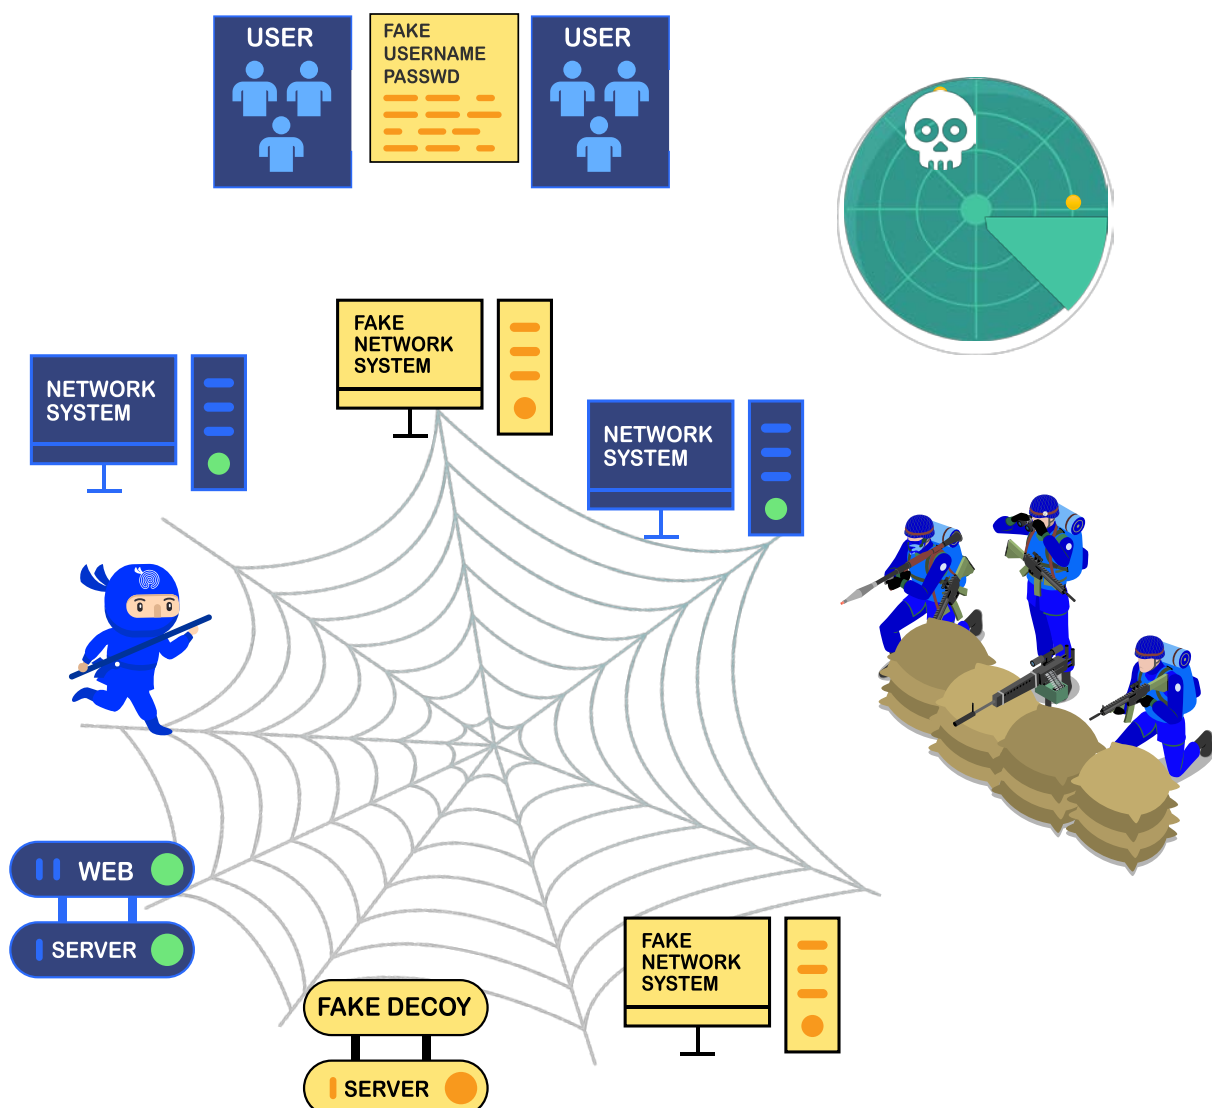 USER
FAKE
USERNAME
PASSWD
USER
FAKE
NETWORK
SYSTEM
NETWORK
SYSTEM
NETWORK
SYSTEM
WEB
SERVER
FAKE
NETWORK
SYSTEM
FAKE DECOY
SERVER